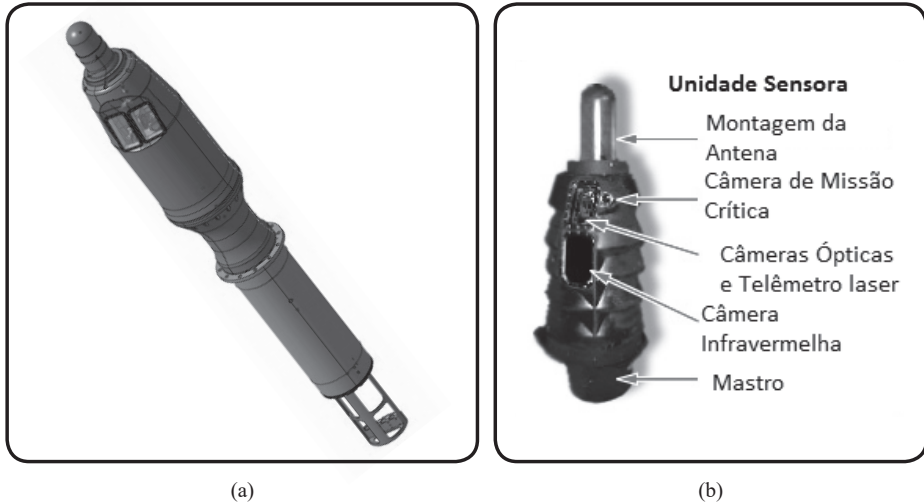 Unidade Sensora
Montagem da
Antena
Câmera de Missão
Crítica
Câmeras Ópticas
e Telêmetro laser
Câmera
Infravermelha
Mastro
(a)
(b)